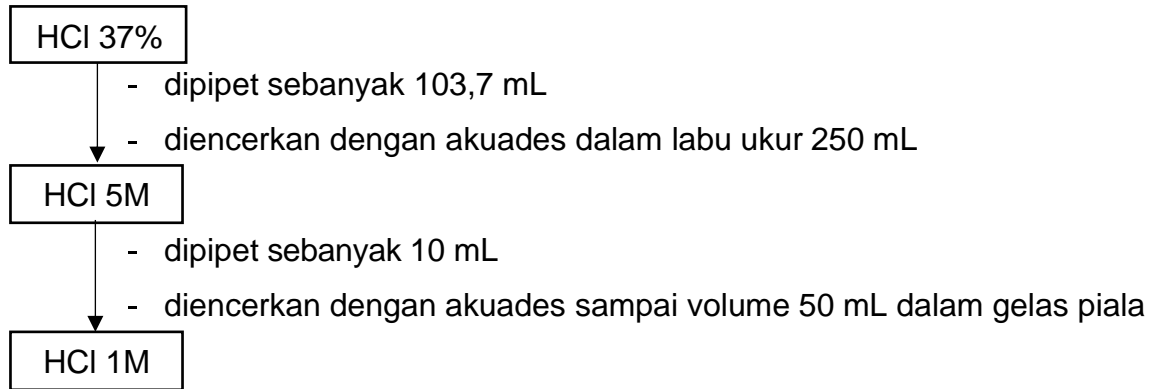 HCl 37%
- dipipet sebanyak 103,7 mL
- diencerkan dengan akuades dalam labu ukur 250 mL
HCl 5M
- dipipet sebanyak 10 mL
- diencerkan dengan akuades sampai volume 50 mL dalam gelas piala
HCl 1M